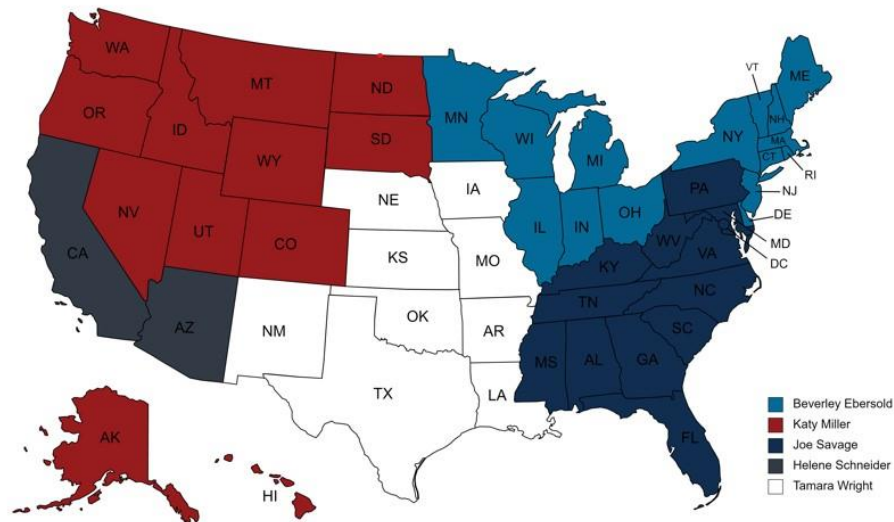 WA
MT
ND
MN
VT
ME
OR
ID
SD
WI
NY
NH
WY
MI
MA
CT
RI
NE
IA
PA
NJ
NV
UT
CO
IL
IN
OH
DE
CA
KS
MO
WV
VA
MD
KY
DC
AZ
NM
OK
AR
TN
NC
SC
TX
LA
MS
AL
GA
FL
AK
HI
Beverley Ebersold
Katy Miller
Joe Savage
Helene Schneider
Tamara Wright